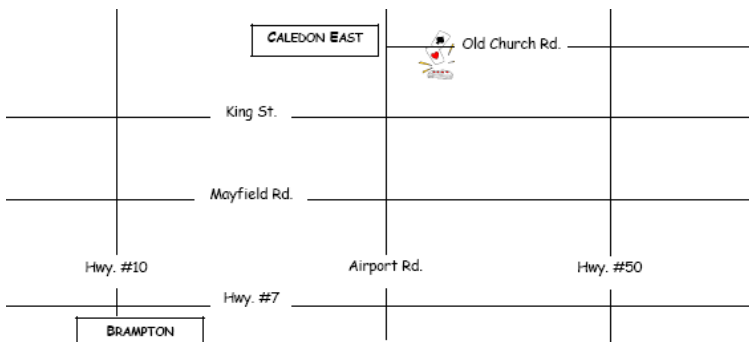 CALEDON EAST
Old Church Rd.
King St.
Mayfield Rd.
Hwy. #10
Airport Rd.
Hwy. #50
Hwy. #7
BRAMPTON